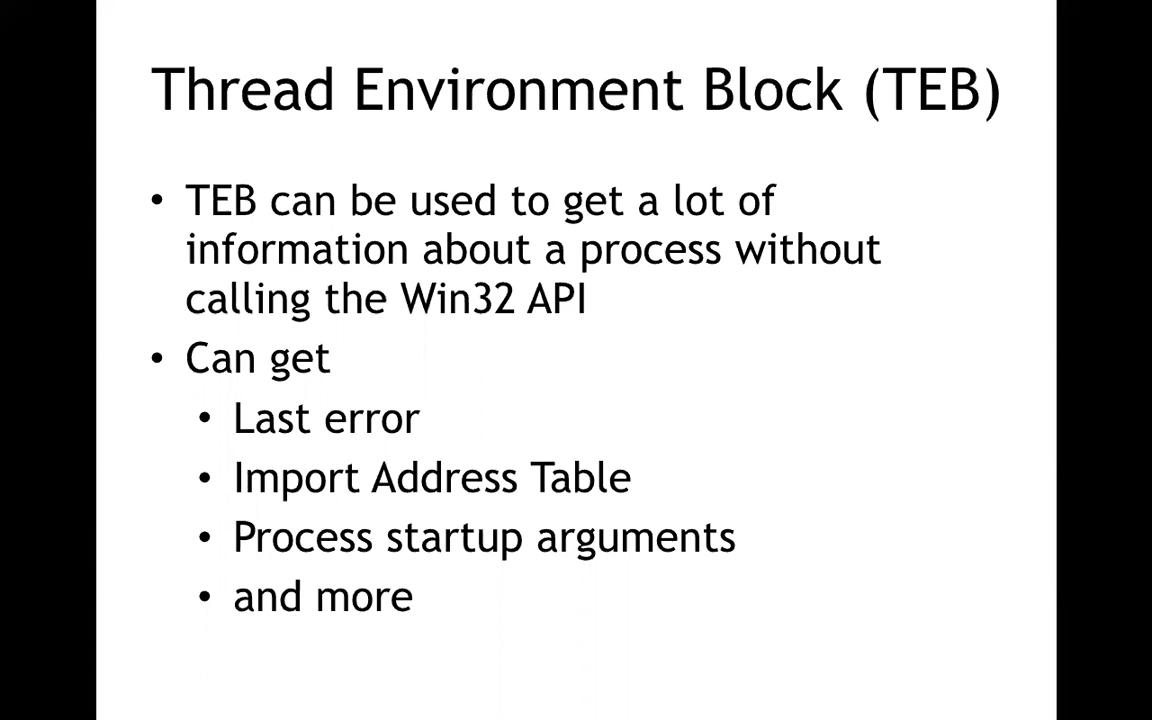 Thread Environment Block (TEB)
• TEB can be used to get a lot of
information about a process without
calling the Win32 API
• Can get
• Last error
• Import Address Table
• Process startup arguments
• and more